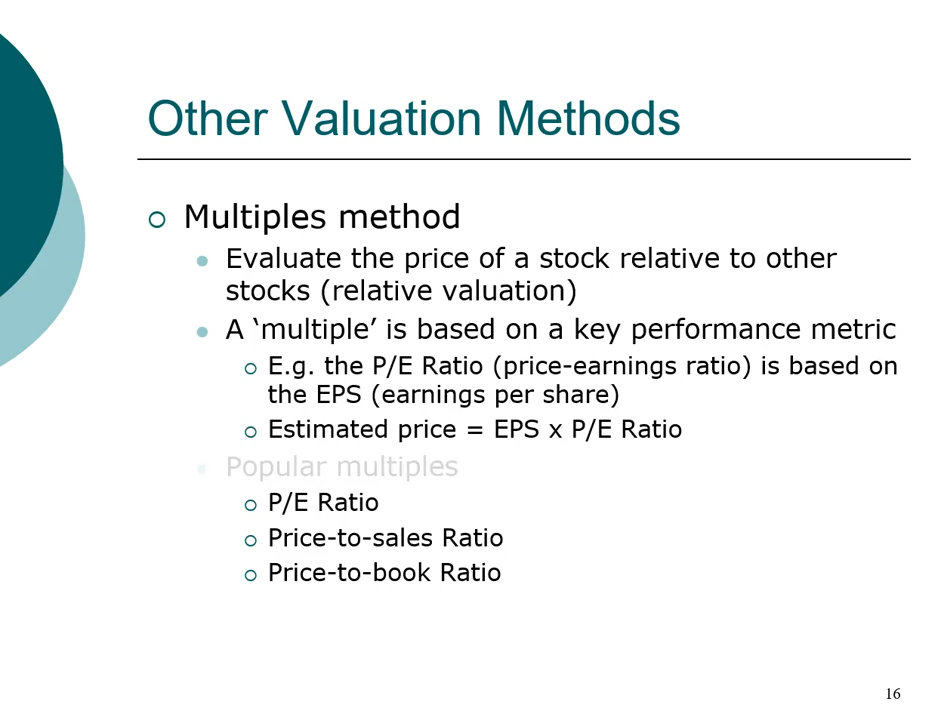 Other Valuation Methods
Multiples method
Evaluate the price of a stock relative to other
stocks (relative valuation)
A ‘multiple’ is based on a key performance metric
E.g. the P/E Ratio (price-earnings ratio) is based on
the EPS (earnings per share)
Estimated price = EPS x P/E Ratio
Popular multiples
P/E Ratio
Price-to-sales Ratio
Price-to-book Ratio
16